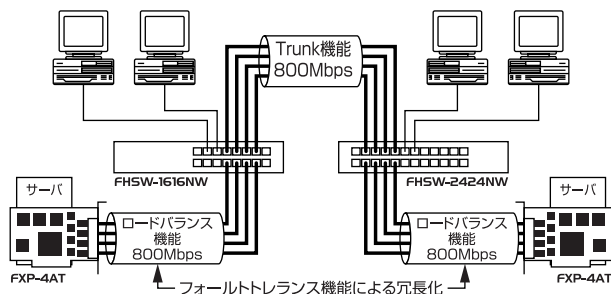 Trunk機能
800Mbps
FHSW-1616NW
FHSW-2424NW
サーバ
サーバ
ロードバランス
機能
800Mbps
ロードバランス
機能
800Mbps
FXP-4AT
FXP-4AT
フォールトトレランス機能による冗長化